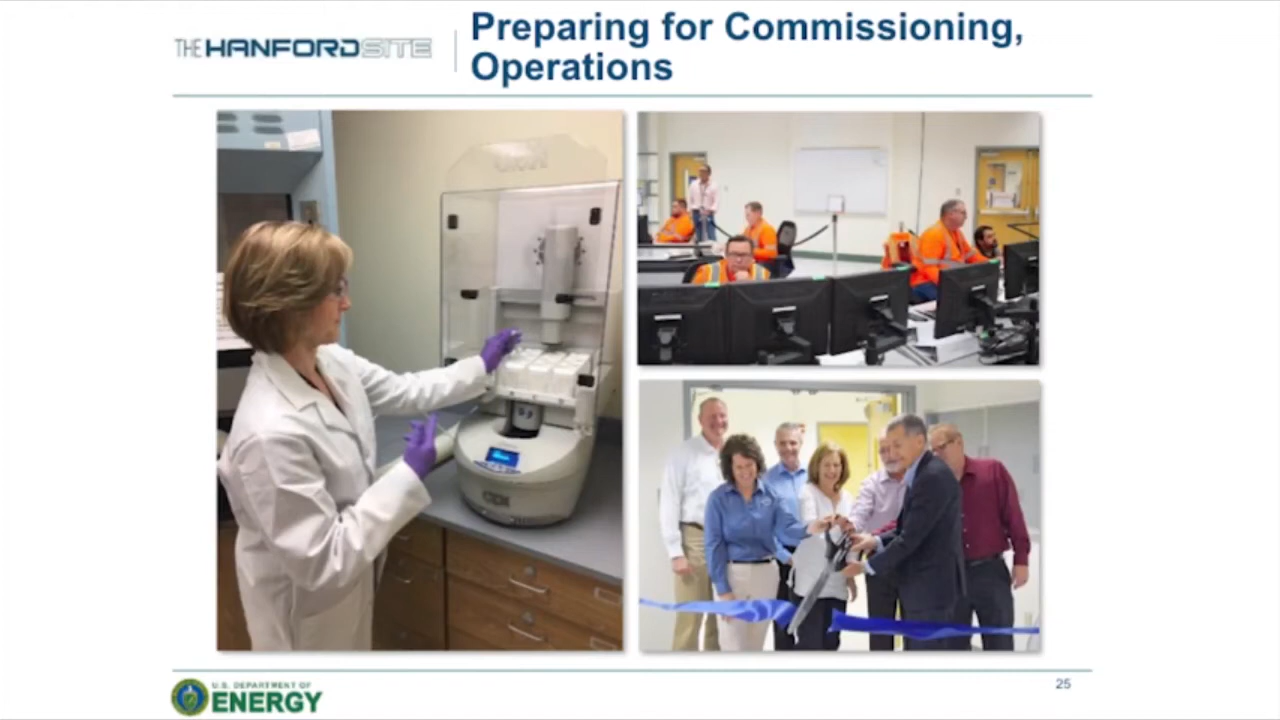 THE HANFORD SITE
Preparing for Commissioning,
Operations
U.S. DEPARTMENT OF
ENERGY
25